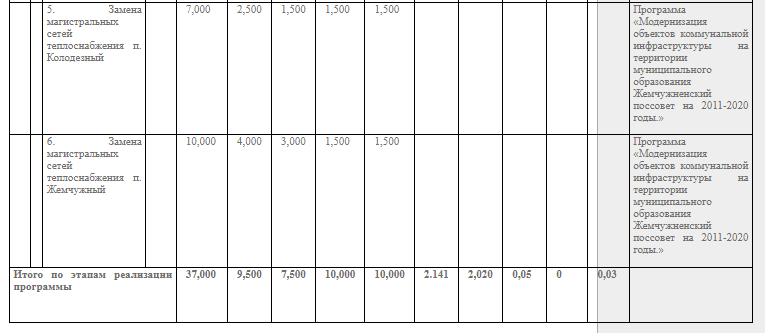 5. Замена 7,000 2,500 1,500 1,500 1,500 Программа
магистральных «Модернизация
сетей объектов коммунальной
теплоснабжения п. инфраструктуры на
Колодезный территории
муниципального
образования
Жемчужненский
поссовет на 2011-2020
годы.»
6. Замена 10,000 4,000 3,000 1,500 1,500 Программа
магистральных «Модернизация
сетей объектов коммунальной
теплоснабжения п. инфраструктуры на
Жемчужный территории
муниципального
образования
Жемчужненский
поссовет на 2011-2020
годы.»
Итого по этапам реализации 37,000 9,500 7,500 10,000 10,000 2.141 2,020 0,05 0 0,03
программы